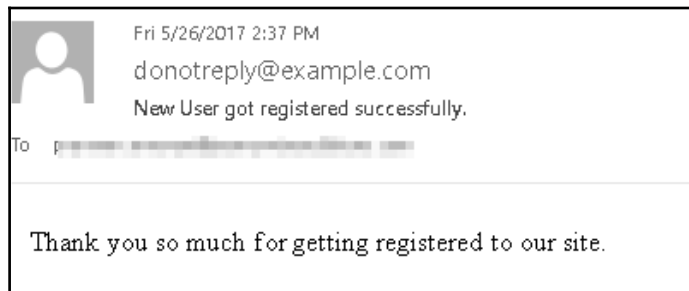 Fri 5/26/2017 2:37 PM
donotreply@example.com
New User got registered successfully.
To
Thank you so much for getting registered to our site.